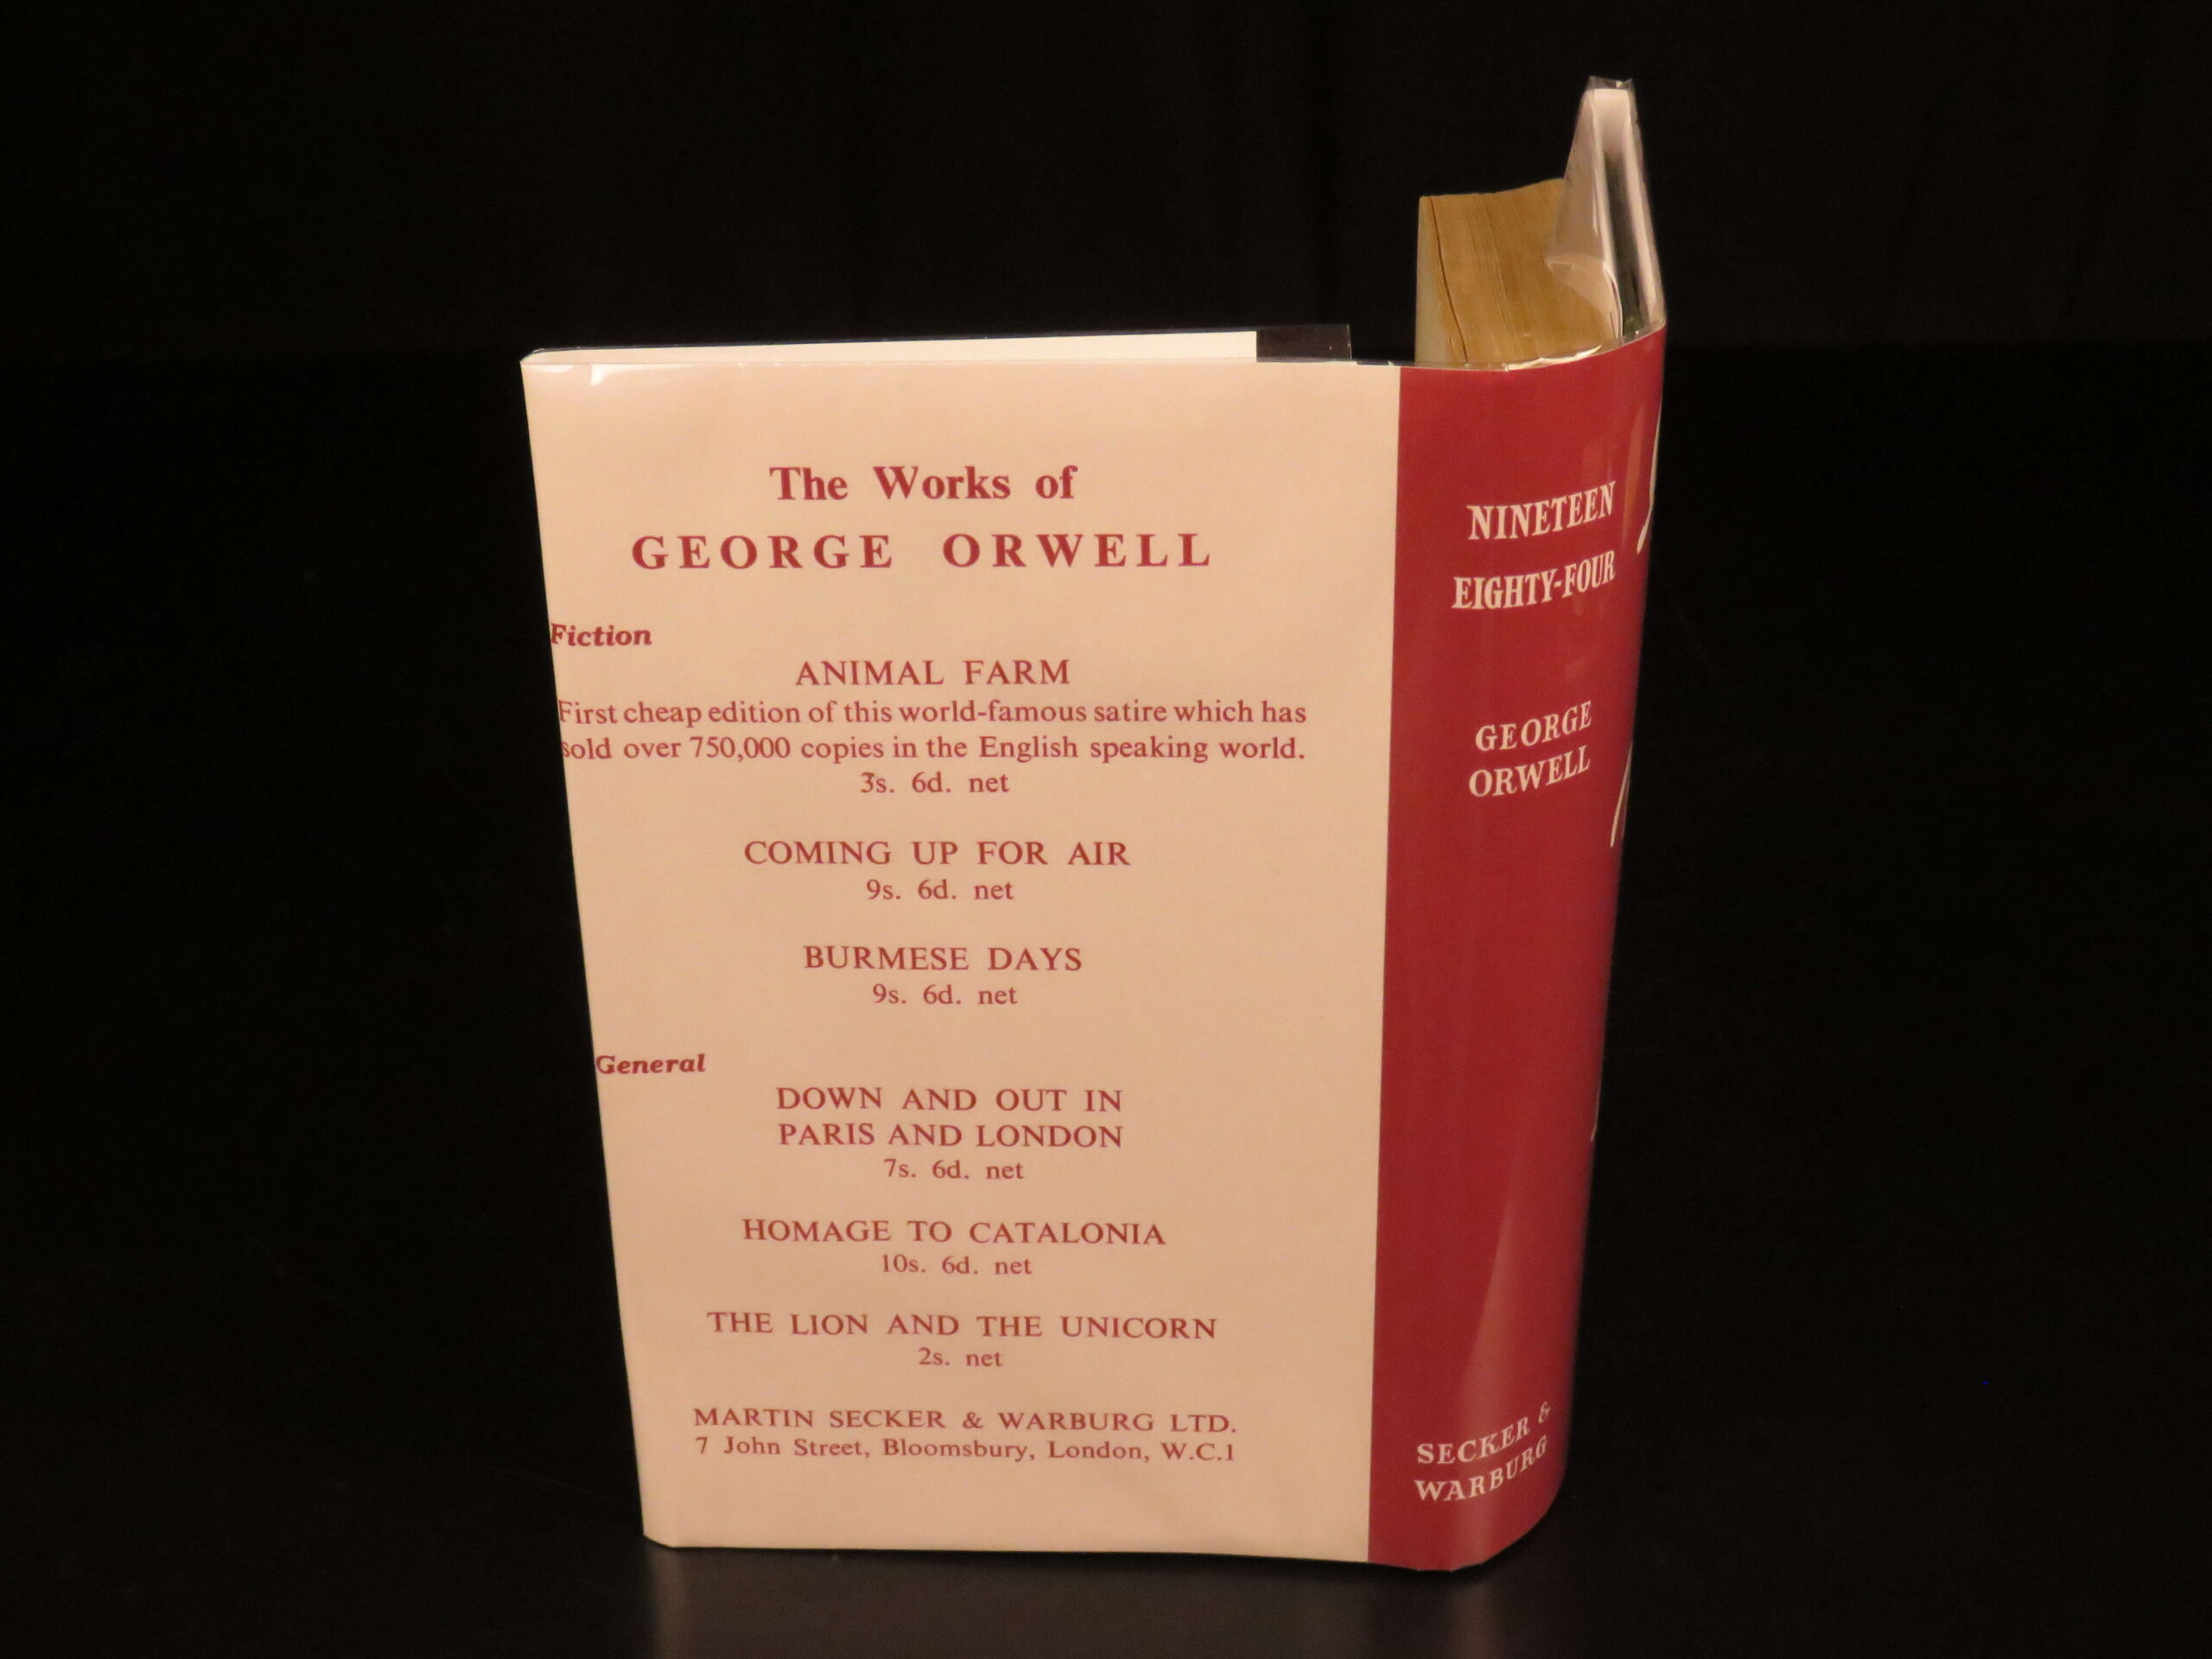 The Works of
GEORGE ORWELL
Fiction
ANIMAL FARM
First cheap edition of this world-famous satire which has
sold over 750,000 copies in the English speaking world.
3s. 6d. net
COMING UP FOR AIR
9s. 6d. net
BURMESE DAYS
9s. 6d. net
General
DOWN AND OUT IN
PARIS AND LONDON
7s. 6d. net
HOMAGE TO CATALONIA
10s. 6d. net
THE LION AND THE UNICORN
2s. net
MARTIN SECKER & WARBURG LTD.
7 John Street, Bloomsbury, London, W.C.1
NINETEEN
EIGHTY-FOUR
GEORGE
ORWELL
SECKER &
WARBURG